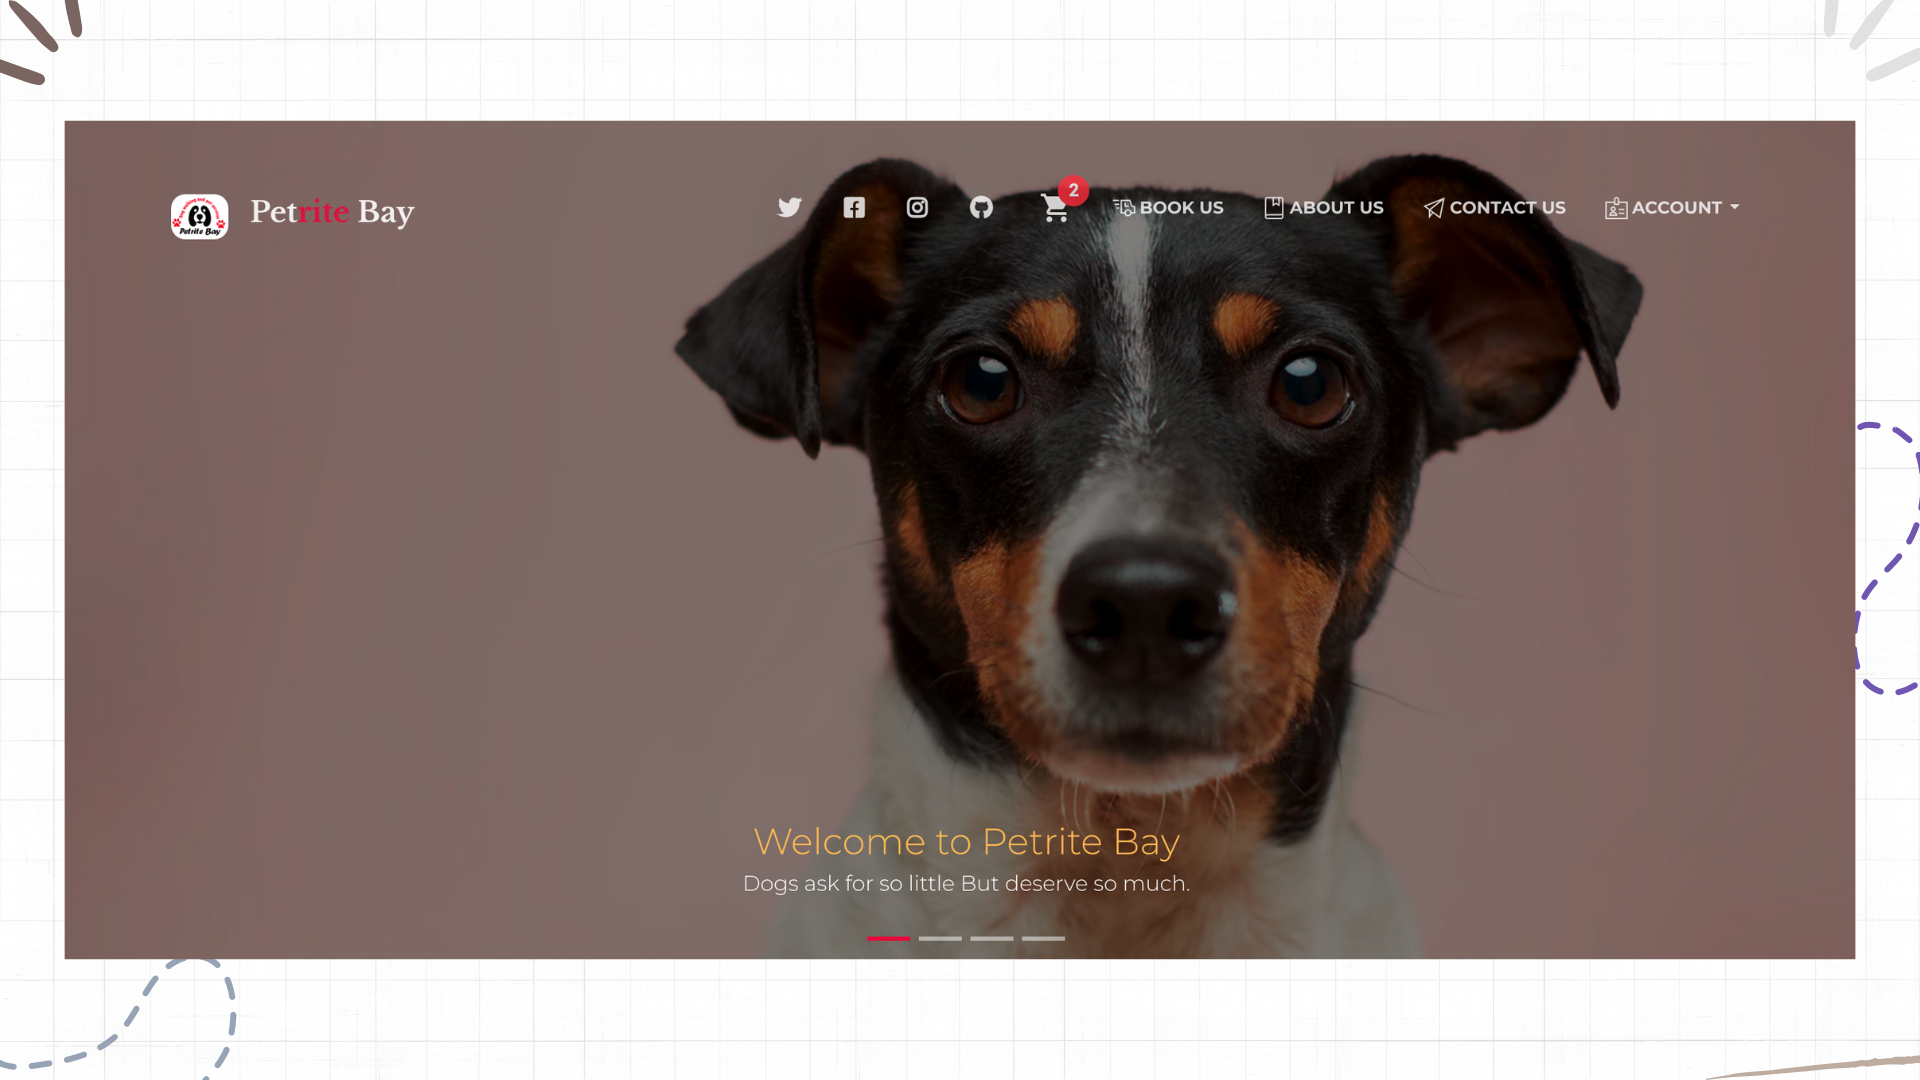 Petrite Bay
Petrite Bay
2
BOOK US
ABOUT US
CONTACT US
ACCOUNT
Welcome to Petrite Bay
Dogs ask for so little But deserve so much.